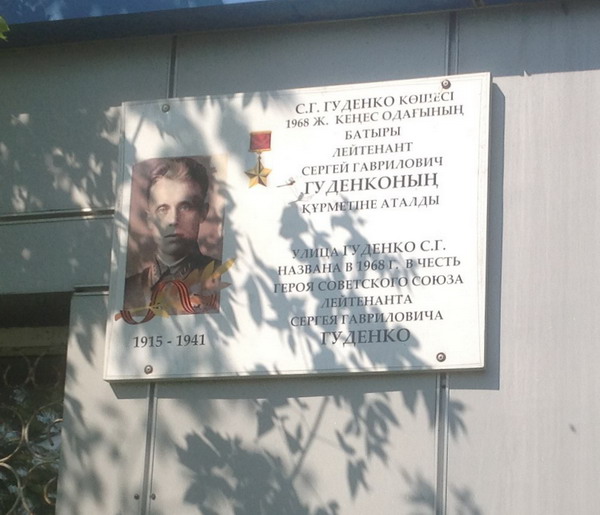 С.Г. ГУДЕНКО КӨШЕСІ
1968 Ж. КЕҢЕС ОДАҒЫНЫҢ
БАТЫРЫ
ЛЕЙТЕНАНТ
СЕРГЕЙ ГАВРИЛОВИЧ
ГУДЕНКОНЫҢ
ҚҰРМЕТІНЕ АТАЛДЫ
УЛИЦА ГУДЕНКО С.Г.
НАЗВАНА В 1968 Г. В ЧЕСТЬ
ГЕРОЯ СОВЕТСКОГО СОЮЗА
ЛЕЙТЕНАНТА
СЕРГЕЯ ГАВРИЛОВИЧА
ГУДЕНКО
1915 - 1941